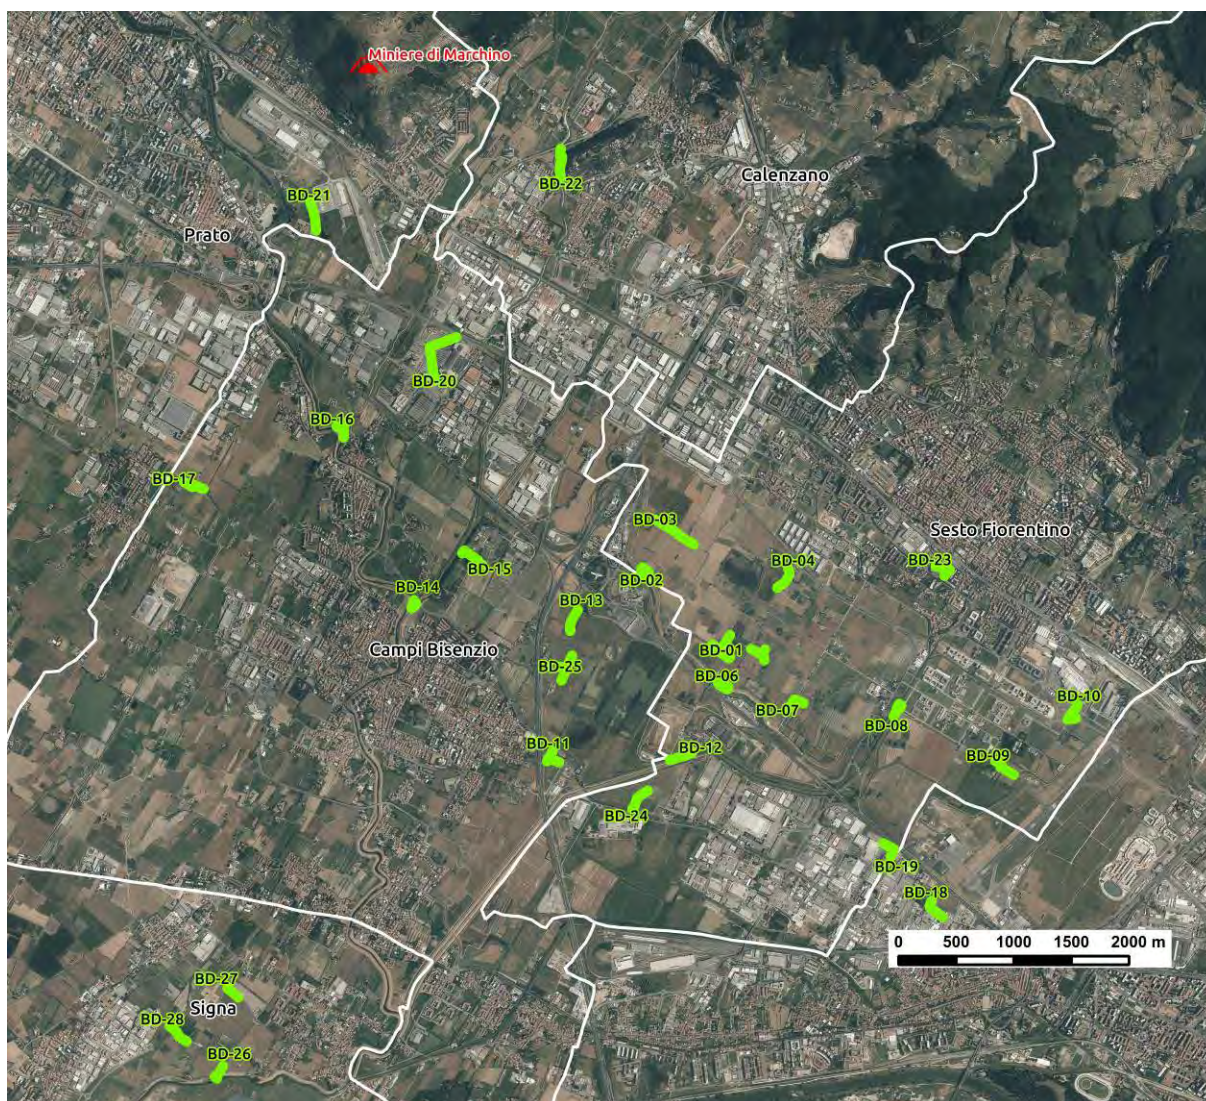 Miniere di Marchino
Calenzano
BD-22
BD-21
Prato
BD-20
BD-16
BD-17
BD-03
Sesto Fiorentino
BD-04
BD-23
BD-15
BD-02
BD-14
BD-13
Campi Bisenzio
BD-01
BD-25
BD-06
BD-10
BD-07
BD-08
BD-11
BD-12
BD-09
BD-24
BD-19
BD-18
0 500 1000 1500 2000 m
BD-27
Signa
BD-28
BD-26